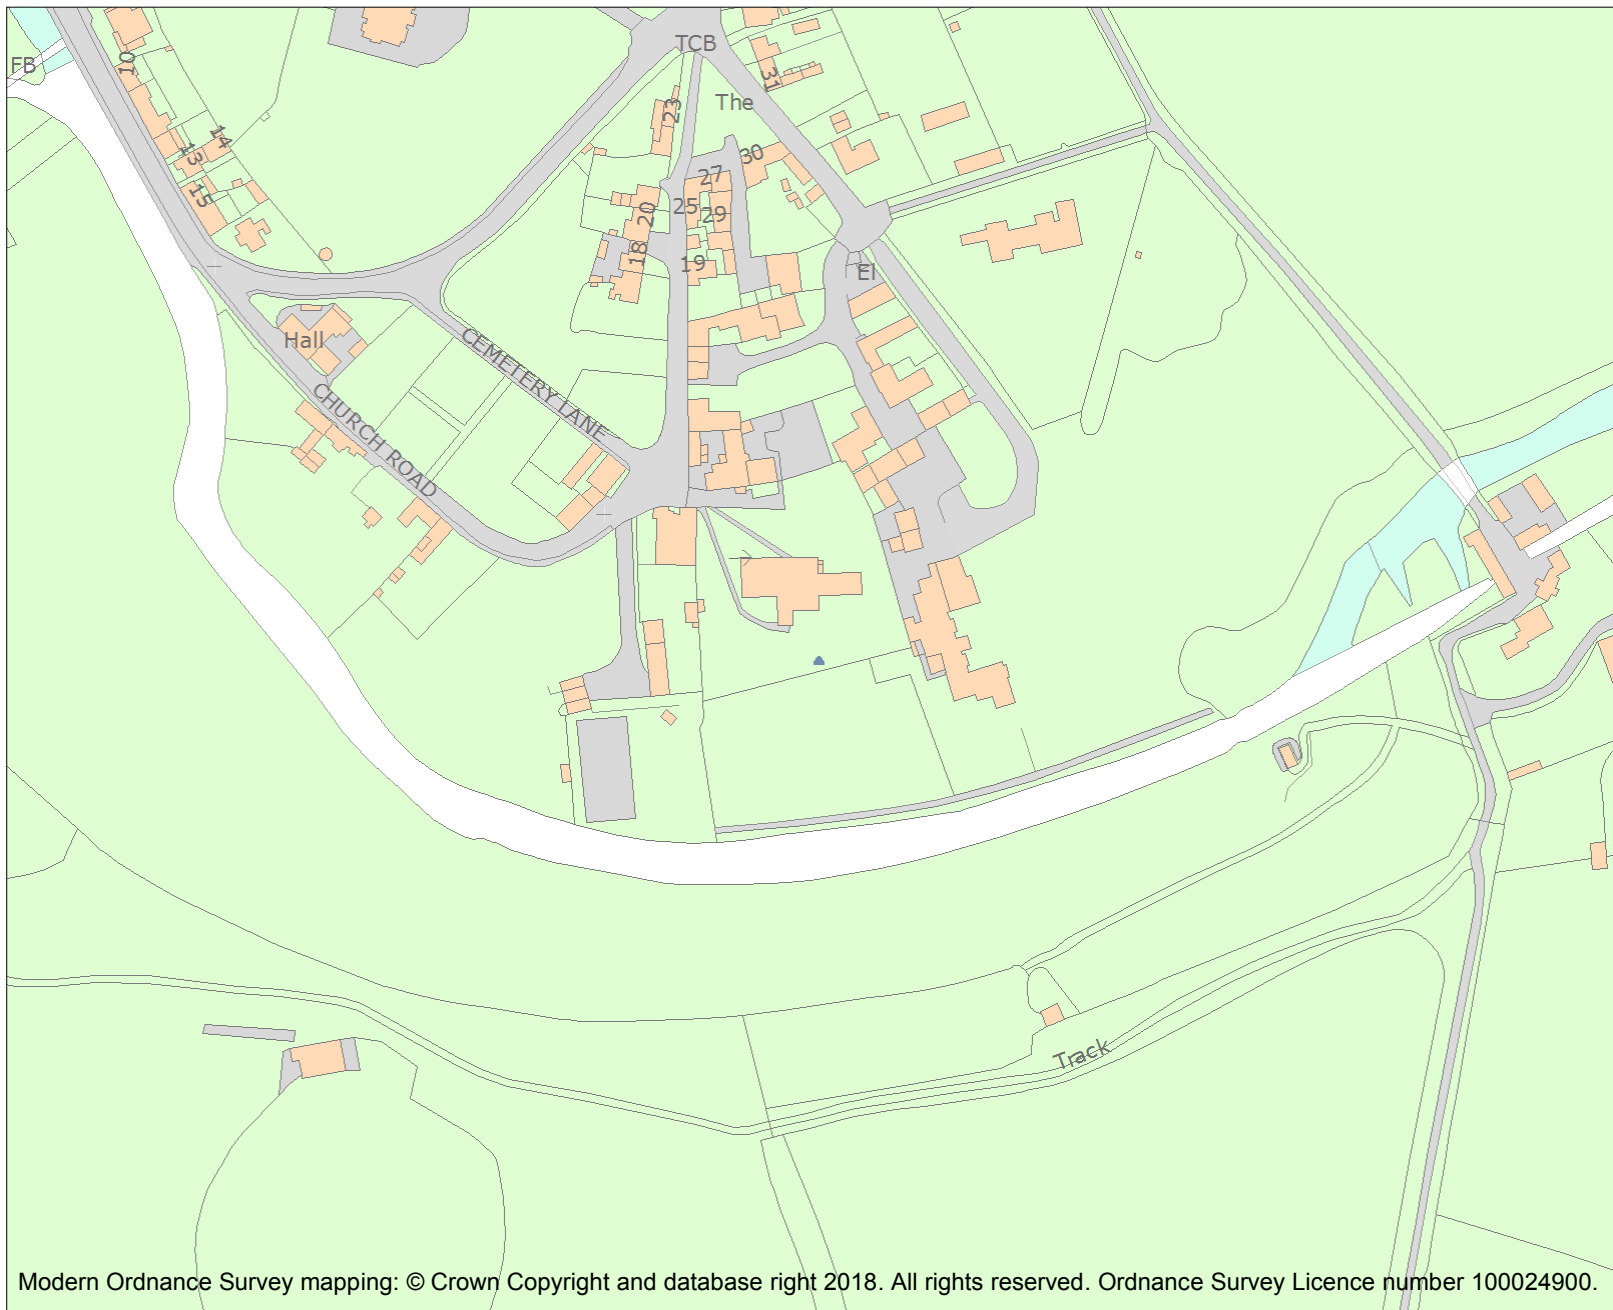 TCB
FB
10
31
The
23
14
13
30
27
15
25
20
29
18
19
El
Hall
CEMETERY LANE
CHURCH ROAD
Track
Modern Ordnance Survey mapping: © Crown Copyright and database right 2018. All rights reserved. Ordnance Survey Licence number 100024900.